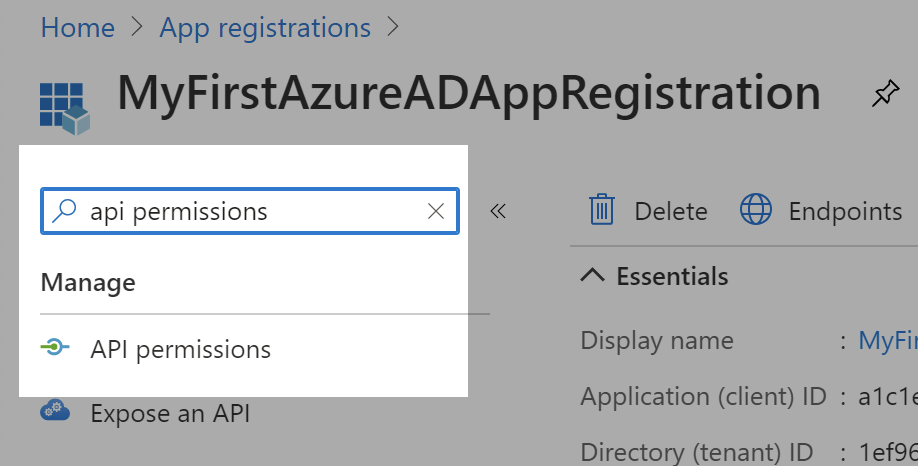 Home > App registrations >
MyFirstAzureADAppRegistration
api permissions
Manage
API permissions
Expose an API
Delete Endpoints
Essentials
Display name : MyFir
Application (client) ID : a1c1e
Directory (tenant) ID : 1ef96